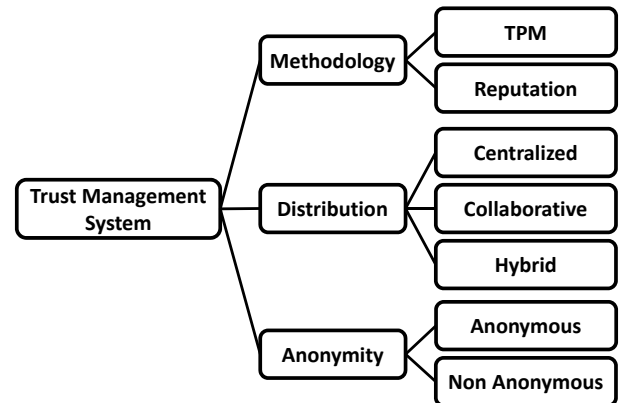 Trust Management
System
Methodology
TPM
Reputation
Distribution
Centralized
Collaborative
Hybrid
Anonymity
Anonymous
Non Anonymous